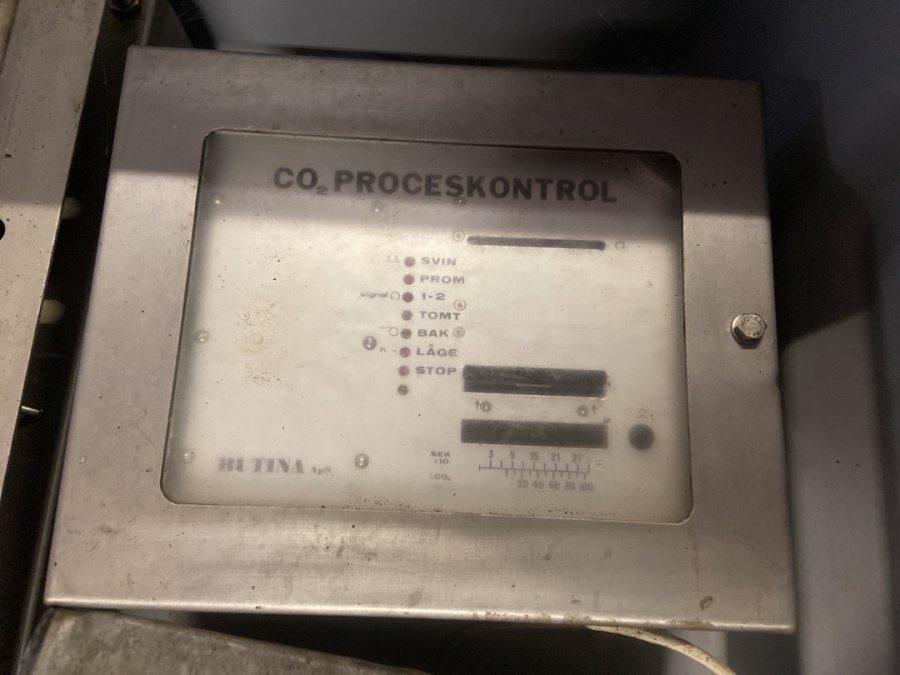 CO₂ PROCESKONTROL
SVIN
PROM
signal 1-2
TOMT
BAK
n. LÅGE
STOP
BUTINA ApS
SEK 3 9 15 21 27
×10
%CO₂ 20 40 60 80 100